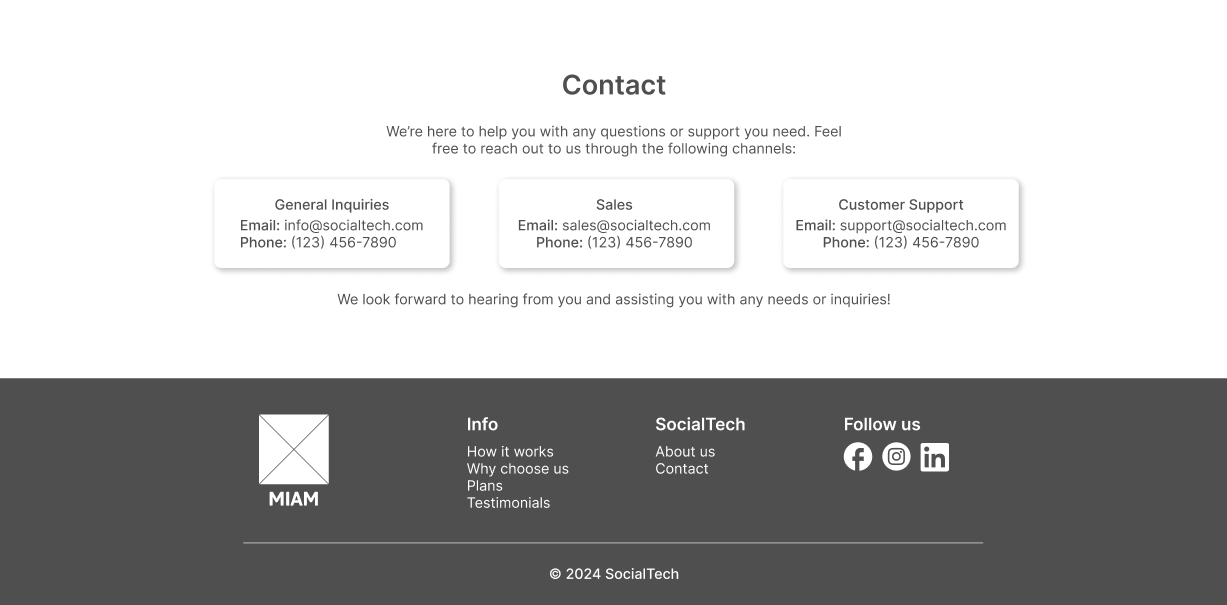 Contact
We’re here to help you with any questions or support you need. Feel
free to reach out to us through the following channels:
General Inquiries
Email: info@socialtech.com
Phone: (123) 456-7890
Sales
Email: sales@socialtech.com
Phone: (123) 456-7890
Customer Support
Email: support@socialtech.com
Phone: (123) 456-7890
We look forward to hearing from you and assisting you with any needs or inquiries!
MIAM
Info
How it works
Why choose us
Plans
Testimonials
SocialTech
About us
Contact
Follow us
© 2024 SocialTech